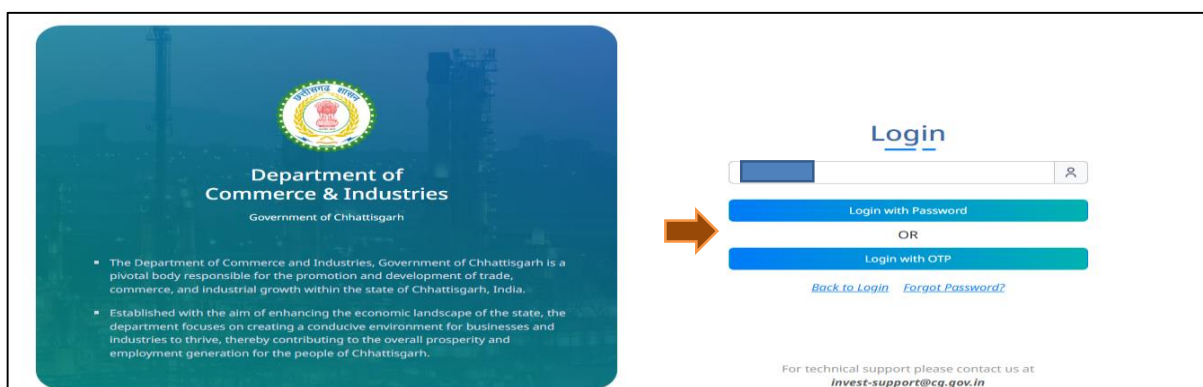 छत्तीसगढ़ शासन
Department of
Commerce & Industries
Government of Chhattisgarh
▪ The Department of Commerce and Industries, Government of Chhattisgarh is a
pivotal body responsible for the promotion and development of trade,
commerce, and industrial growth within the state of Chhattisgarh, India.
▪ Established with the aim of enhancing the economic landscape of the state, the
department focuses on creating a conducive environment for businesses and
industries to thrive, thereby contributing to the overall prosperity and
employment generation for the people of Chhattisgarh.
Login
Login with Password
OR
Login with OTP
Back to Login Forgot Password?
For technical support please contact us at
invest-support@cg.gov.in